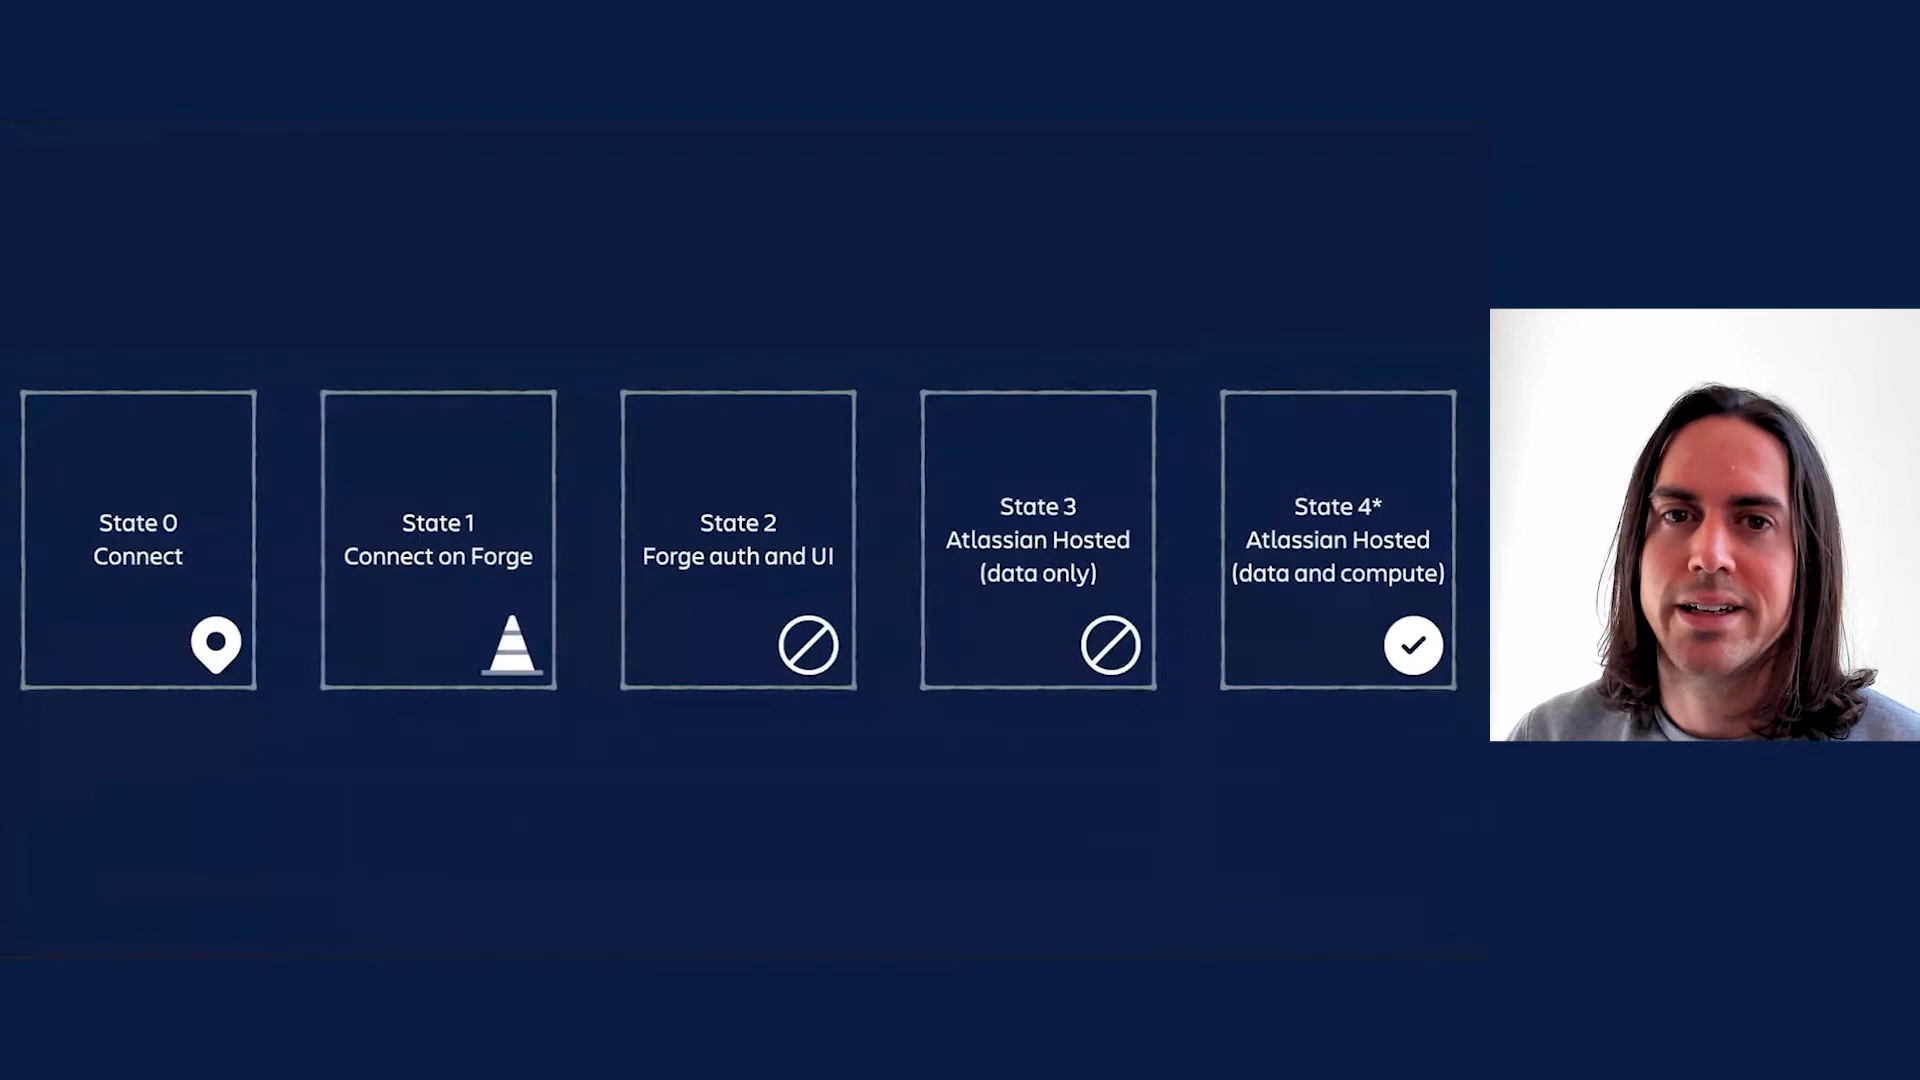 State 0
Connect
State 1
Connect on Forge
State 2
Forge auth and UI
State 3
Atlassian Hosted
(data only)
State 4*
Atlassian Hosted
(data and compute)